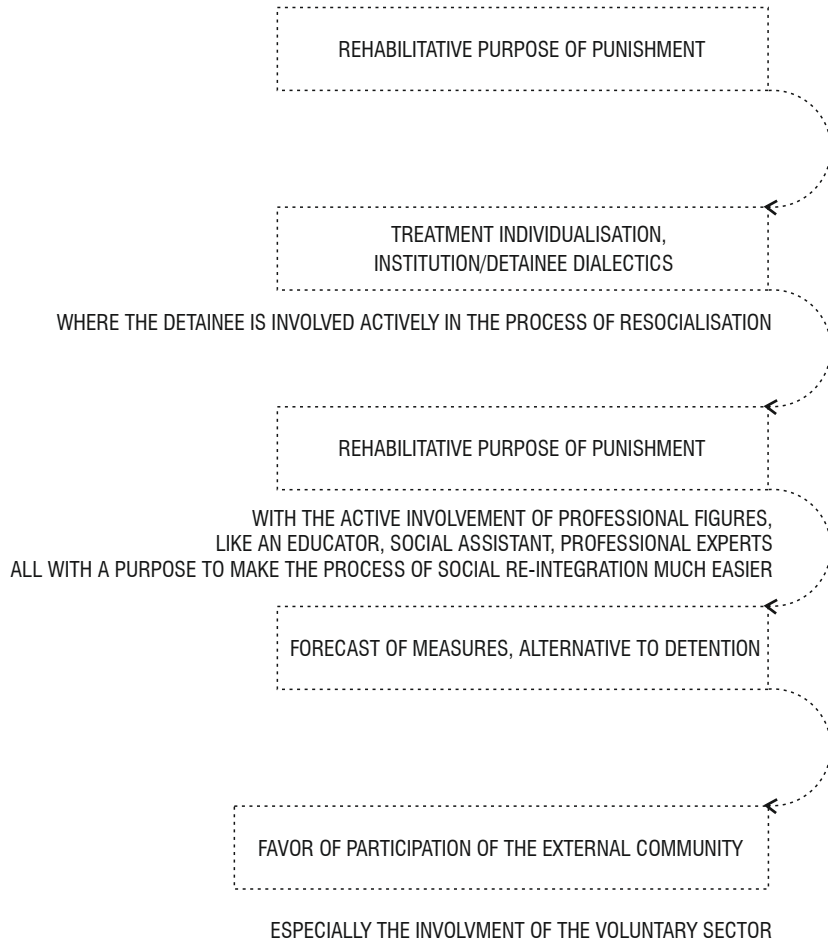 REHABILITATIVE PURPOSE OF PUNISHMENT
TREATMENT INDIVIDUALISATION,
INSTITUTION/DETAINEE DIALECTICS
WHERE THE DETAINEE IS INVOLVED ACTIVELY IN THE PROCESS OF RESOCIALISATION
REHABILITATIVE PURPOSE OF PUNISHMENT
WITH THE ACTIVE INVOLVEMENT OF PROFESSIONAL FIGURES,
LIKE AN EDUCATOR, SOCIAL ASSISTANT, PROFESSIONAL EXPERTS
ALL WITH A PURPOSE TO MAKE THE PROCESS OF SOCIAL RE-INTEGRATION MUCH EASIER
FORECAST OF MEASURES, ALTERNATIVE TO DETENTION
FAVOR OF PARTICIPATION OF THE EXTERNAL COMMUNITY
ESPECIALLY THE INVOLVMENT OF THE VOLUNTARY SECTOR